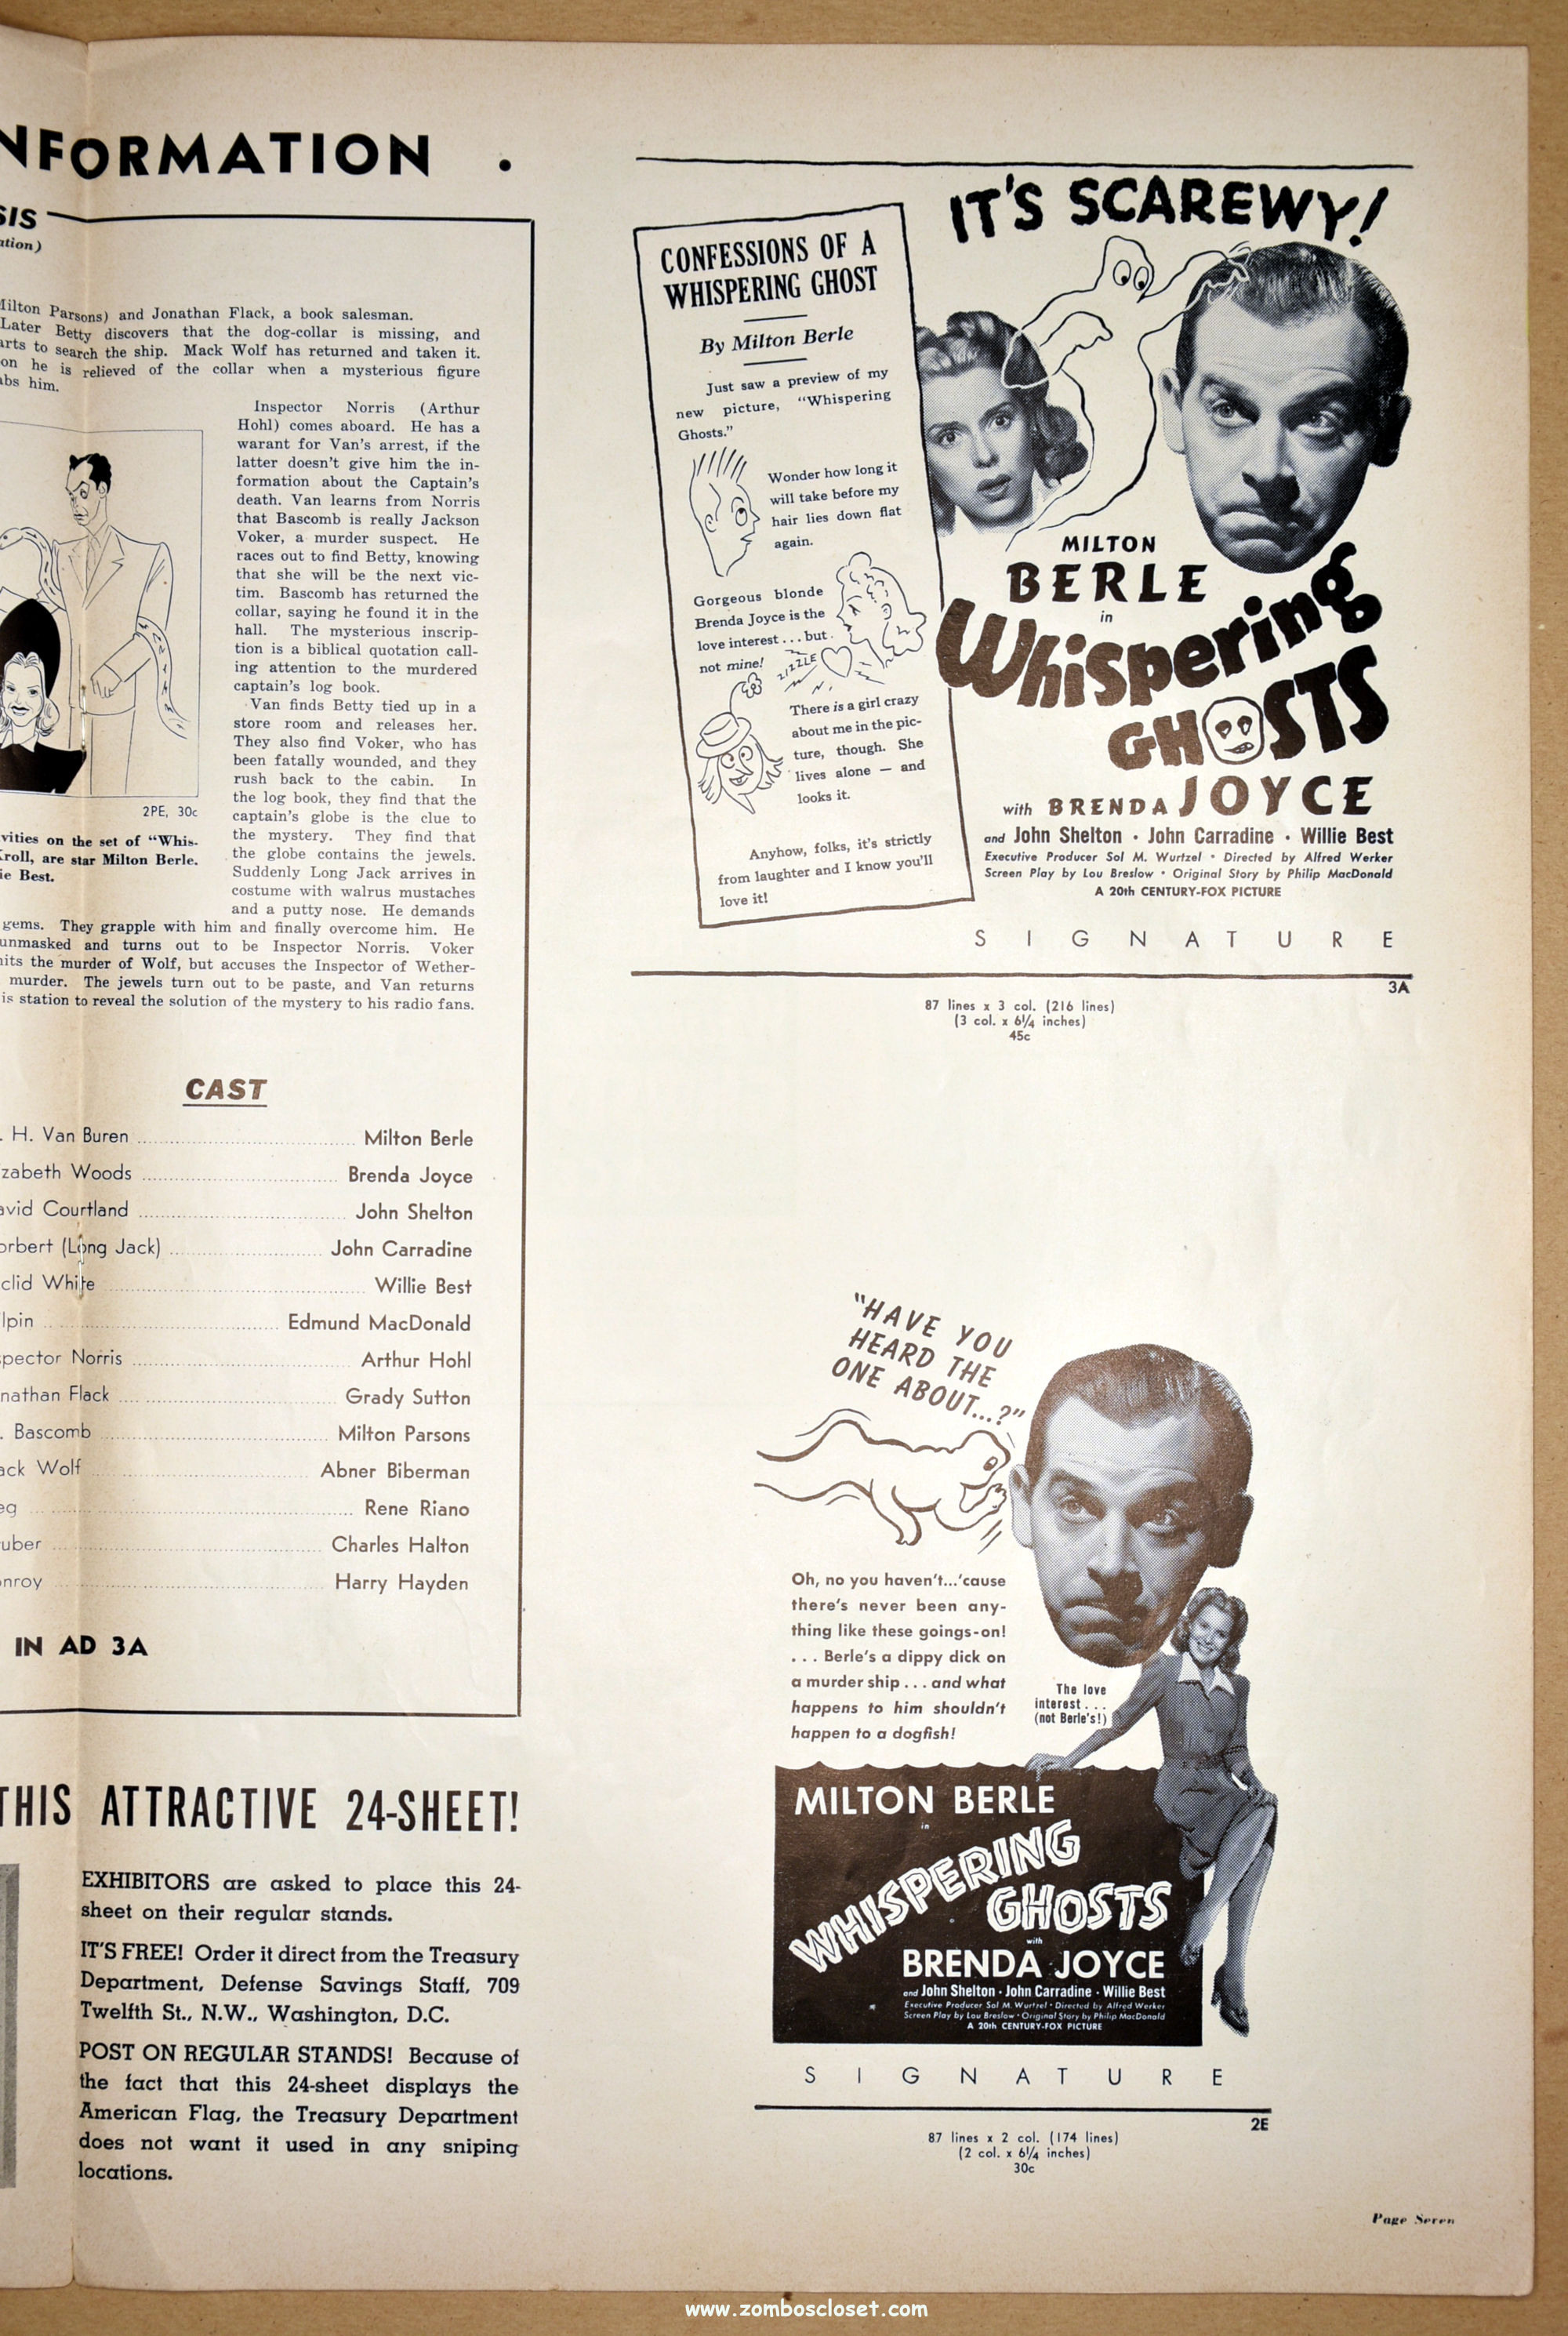 NFORMATION .
SIS
ation)
Milton Parsons) and Jonathan Flack, a book salesman.
Later Betty discovers that the dog-collar is missing, and
arts to search the ship. Mack Wolf has returned and taken it.
on he is relieved of the collar when a mysterious figure
abs him.
Inspector Norris (Arthur
Hohl) comes aboard. He has a
warant for Van's arrest, if the
latter doesn't give him the in-
formation about the Captain's
death. Van learns from Norris
that Bascomb is really Jackson
Voker, a murder suspect. He
races out to find Betty, knowing
that she will be the next vic-
tim. Bascomb has returned the
collar, saying he found it in the
hall. The mysterious inscrip-
tion is a biblical quotation call-
ing attention to the murdered
captain's log book.
Van finds Betty tied up in a
store room and releases her.
They also find Voker, who has
been fatally wounded, and they
rush back to the cabin. In
the log book, they find that the
captain's globe is the clue to
the mystery. They find that
the globe contains the jewels.
Suddenly Long Jack arrives in
costume with walrus mustaches
and a putty nose. He demands
gems. They grapple with him and finally overcome him. He
unmasked and turns out to be Inspector Norris. Voker
nits the murder of Wolf, but accuses the Inspector of Wether-
murder. The jewels turn out to be paste, and Van returns
is station to reveal the solution of the mystery to his radio fans.
2PE, 30c
vities on the set of "Whis-
Kroll, are star Milton Berle.
ie Best.
CAST
. H. Van Buren Milton Berle
zabeth Woods Brenda Joyce
avid Courtland John Shelton
orbert (Long Jack) John Carradine
clid White Willie Best
lpin Edmund MacDonald
pector Norris Arthur Hohl
nathan Flack Grady Sutton
. Bascomb Milton Parsons
ack Wolf Abner Biberman
eg Rene Riano
uber Charles Halton
onroy Harry Hayden
IN AD 3A
THIS ATTRACTIVE 24-SHEET!
EXHIBITORS are asked to place this 24-
sheet on their regular stands.
IT'S FREE! Order it direct from the Treasury
Department, Defense Savings Staff, 709
Twelfth St., N.W., Washington, D.C.
POST ON REGULAR STANDS! Because of
the fact that this 24-sheet displays the
American Flag, the Treasury Department
does not want it used in any sniping
locations.
IT'S SCAREWY!
CONFESSIONS OF A
WHISPERING GHOST
By Milton Berle
Just saw a preview of my
new picture, "Whispering
Ghosts."
Wonder how long it
will take before my
hair lies down flat
again.
Gorgeous blonde
Brenda Joyce is the
love interest . . . but
not mine!
ZIZZLE
There is a girl crazy
about me in the pic-
ture, though. She
lives alone — and
looks it.
Anyhow, folks, it's strictly
from laughter and I know you'll
love it!
MILTON
BERLE
in
Whispering
GHOSTS
with BRENDA JOYCE
and John Shelton · John Carradine · Willie Best
Executive Producer Sol M. Wurtzel · Directed by Alfred Werker
Screen Play by Lou Breslow · Original Story by Philip MacDonald
A 20th CENTURY-FOX PICTURE
SIGNATURE
3A
87 lines x 3 col. (216 lines)
(3 col. x 6¼ inches)
45c
"HAVE YOU
HEARD THE
ONE ABOUT...?"
Oh, no you haven't...'cause
there's never been any-
thing like these goings-on!
. . . Berle's a dippy dick on
a murder ship . . . and what
happens to him shouldn't
happen to a dogfish!
The love
interest . . .
(not Berle's!)
MILTON BERLE
in
WHISPERING
GHOSTS
with
BRENDA JOYCE
and John Shelton · John Carradine · Willie Best
Executive Producer Sol M. Wurtzel · Directed by Alfred Werker
Screen Play by Lou Breslow · Original Story by Philip MacDonald
A 20th CENTURY-FOX PICTURE
SIGNATURE
2E
87 lines x 2 col. (174 lines)
(2 col. x 6¼ inches)
30c
Page Seven
www.zomboscloset.com